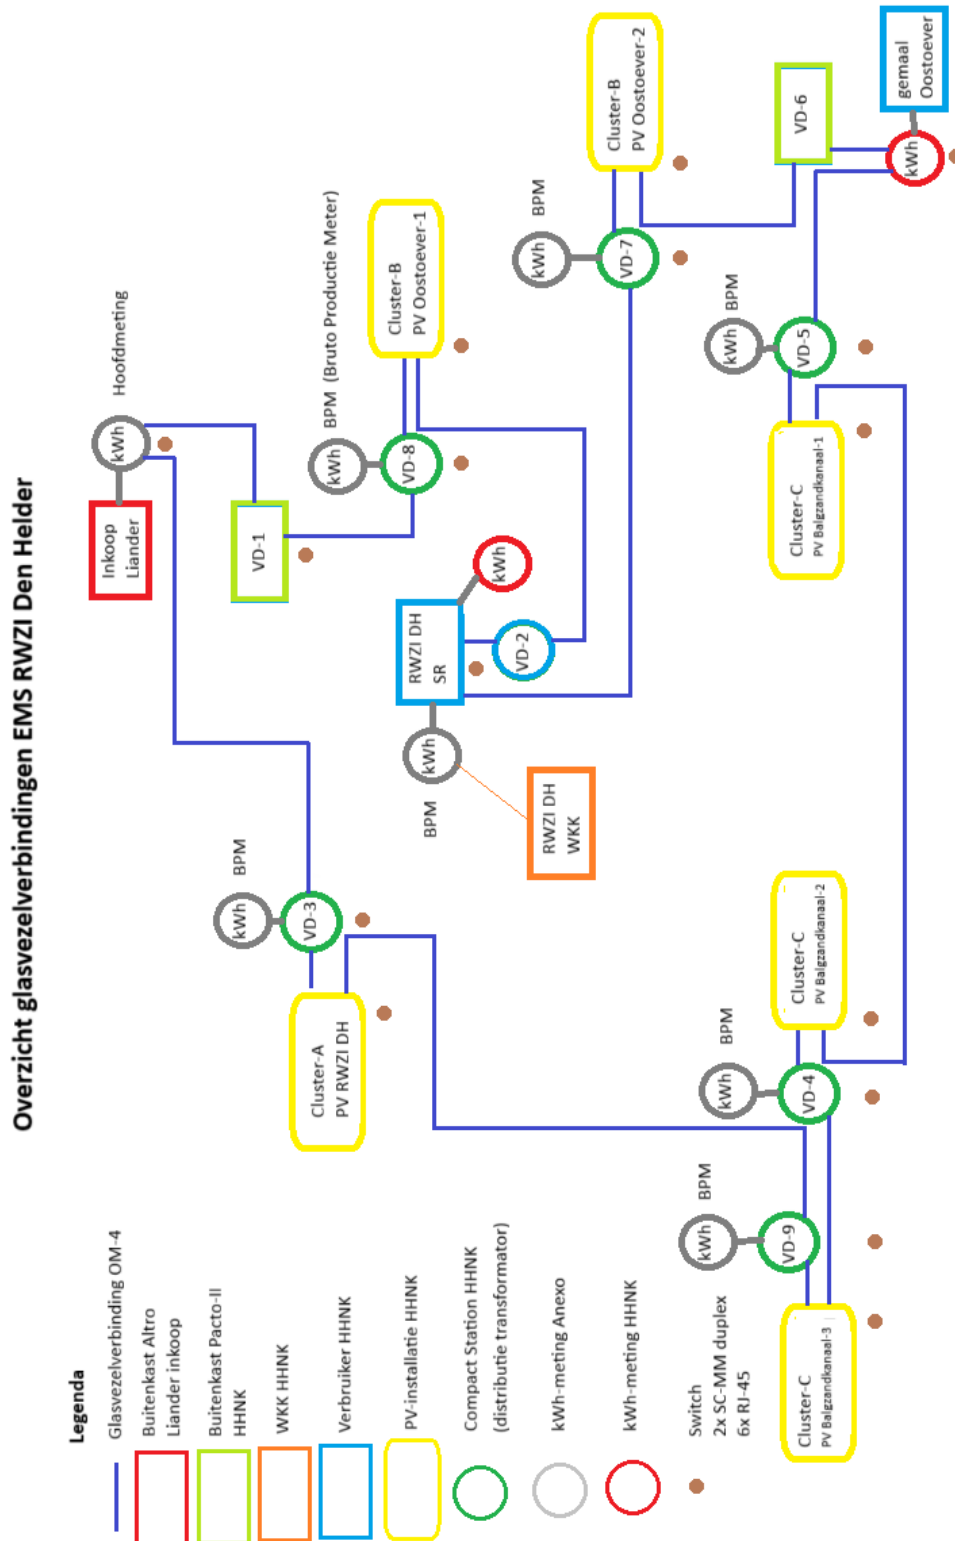 Overzicht glasvezelverbindingen EMS RWZI Den Helder
Legenda
Glasvezelverbinding OM-4
Buitenkast Altro
Liander inkoop
Buitenkast Pacto-II
HHNK
WKK HHNK
Verbruiker HHNK
PV-installatie HHNK
Compact Station HHNK
(distributie transformator)
kWh-meting Anexo
kWh-meting HHNK
Switch
2x SC-MM duplex
6x RJ-45
Inkoop
Liander
kWh
Hoofdmeting
VD-1
kWh
BPM
VD-3
Cluster-A
PV RWZI DH
kWh
BPM (Bruto Productie Meter)
VD-8
Cluster-B
PV Oostoever-1
RWZI DH
SR
kWh
VD-2
kWh
BPM
RWZI DH
WKK
kWh
BPM
VD-7
Cluster-B
PV Oostoever-2
VD-6
kWh
gemaal
Oostoever
kWh
BPM
VD-5
Cluster-C
PV Balgzandkanaal-1
Cluster-C
PV Balgzandkanaal-2
kWh
BPM
VD-4
kWh
BPM
VD-9
Cluster-C
PV Balgzandkanaal-3